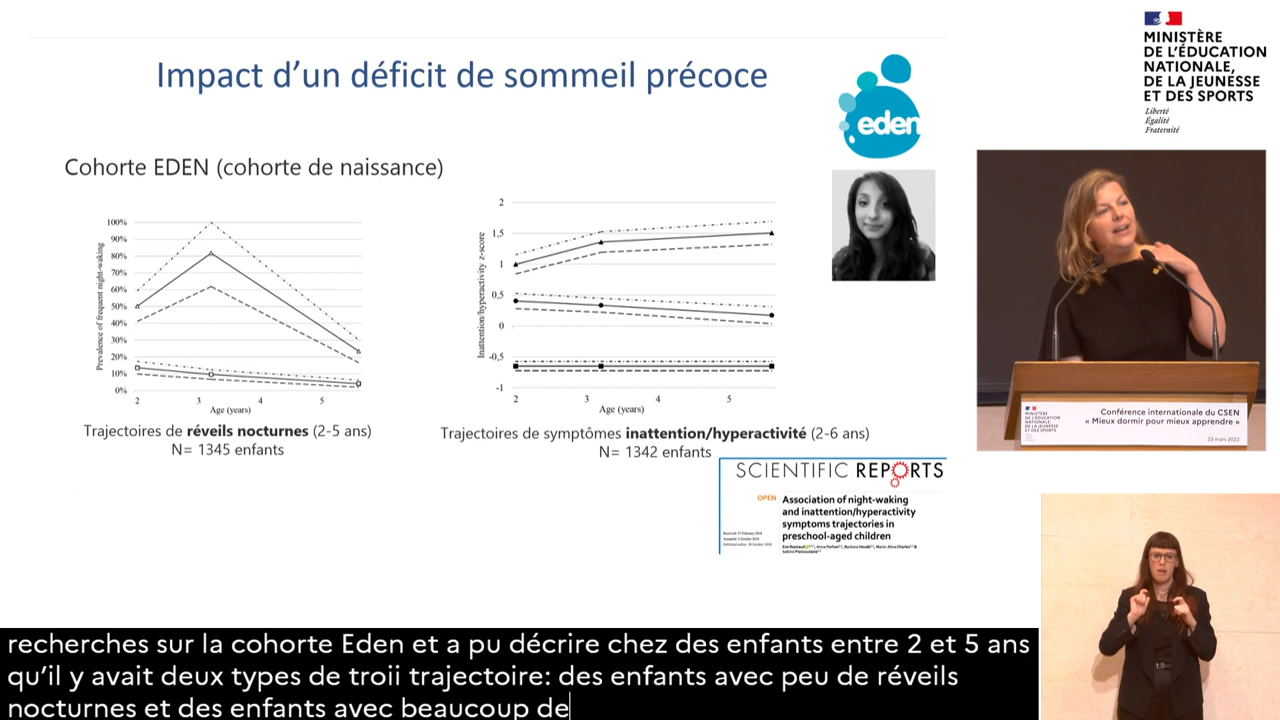 Impact d’un déficit de sommeil précoce
eden
MINISTÈRE
DE L’ÉDUCATION
NATIONALE,
DE LA JEUNESSE
ET DES SPORTS
Liberté
Égalité
Fraternité
Cohorte EDEN (cohorte de naissance)
Prevalence of frequent night-waking
100%
90%
80%
70%
60%
50%
40%
30%
20%
10%
0%
2 3 4 5
Age (years)
Trajectoires de réveils nocturnes (2-5 ans)
N= 1345 enfants
Inattention/hyperactivity z-score
2
1,5
1
0,5
0
-0,5
-1
2 3 4 5
Age (years)
Trajectoires de symptômes inattention/hyperactivité (2-6 ans)
N= 1342 enfants
SCIENTIFIC REPORTS
OPEN Association of night-waking
and inattention/hyperactivity
symptoms trajectories in
preschool-aged children
MINISTÈRE
DE L’ÉDUCATION
NATIONALE,
DE LA JEUNESSE
ET DES SPORTS
Conférence internationale du CSEN
« Mieux dormir pour mieux apprendre »
23 mars 2022
recherches sur la cohorte Eden et a pu décrire chez des enfants entre 2 et 5 ans
qu’il y avait deux types de troii trajectoire: des enfants avec peu de réveils
nocturnes et des enfants avec beaucoup de